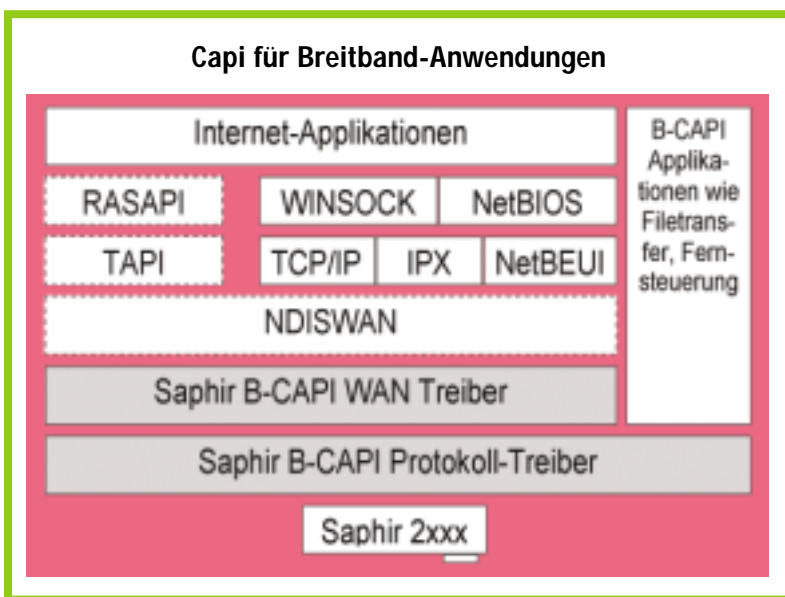 Capi für Breitband-Anwendungen
Internet-Applikationen
B-CAPI
Applika-
tionen wie
Filetrans-
fer, Fern-
steuerung
RASAPI
WINSOCK
NetBIOS
TAPI
TCP/IP
IPX
NetBEUI
NDISWAN
Saphir B-CAPI WAN Treiber
Saphir B-CAPI Protokoll-Treiber
Saphir 2xxx